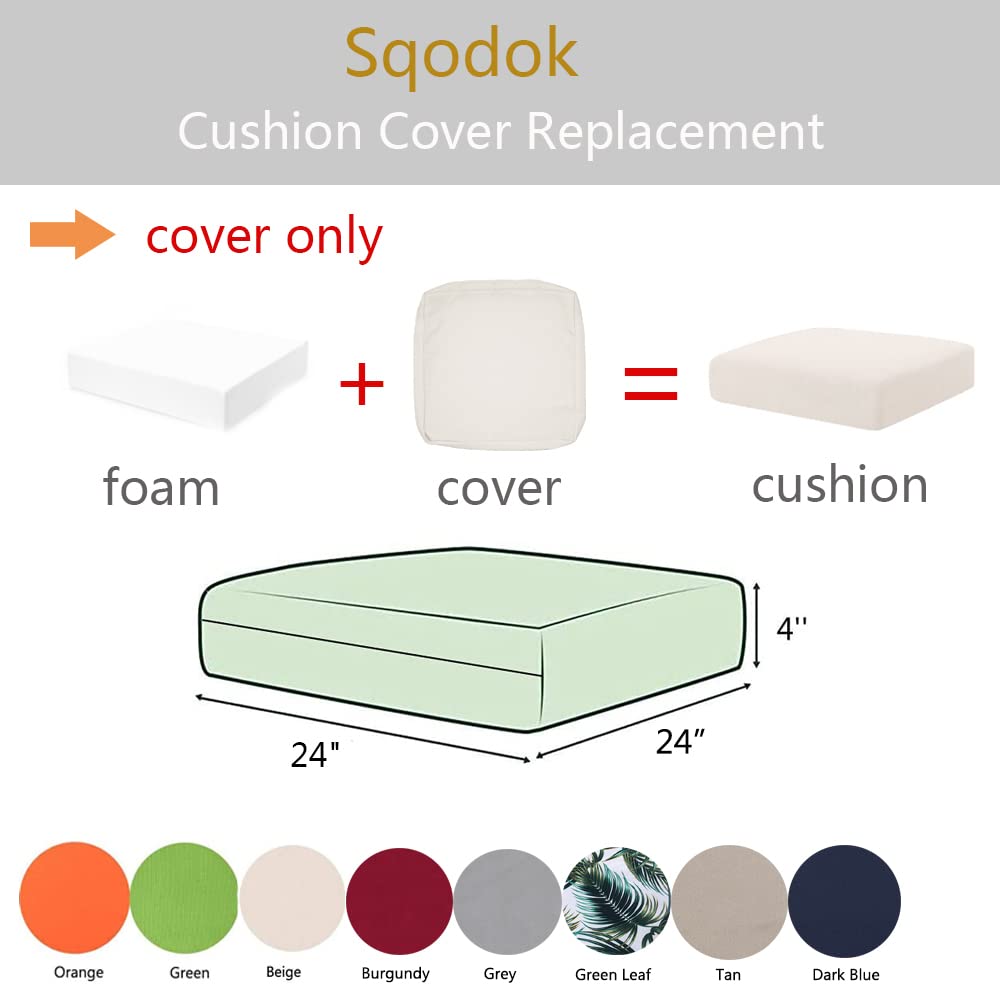 Sqodok
Cushion Cover Replacement
cover only
+
=
foam
cover
cushion
4''
24"
24”
Orange
Green
Beige
Burgundy
Grey
Green Leaf
Tan
Dark Blue